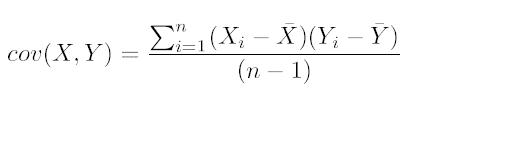 cov(X, Y) = \frac{\sum_{i=1}^{n}(X_i - \bar{X})(Y_i - \bar{Y})}{(n-1)}